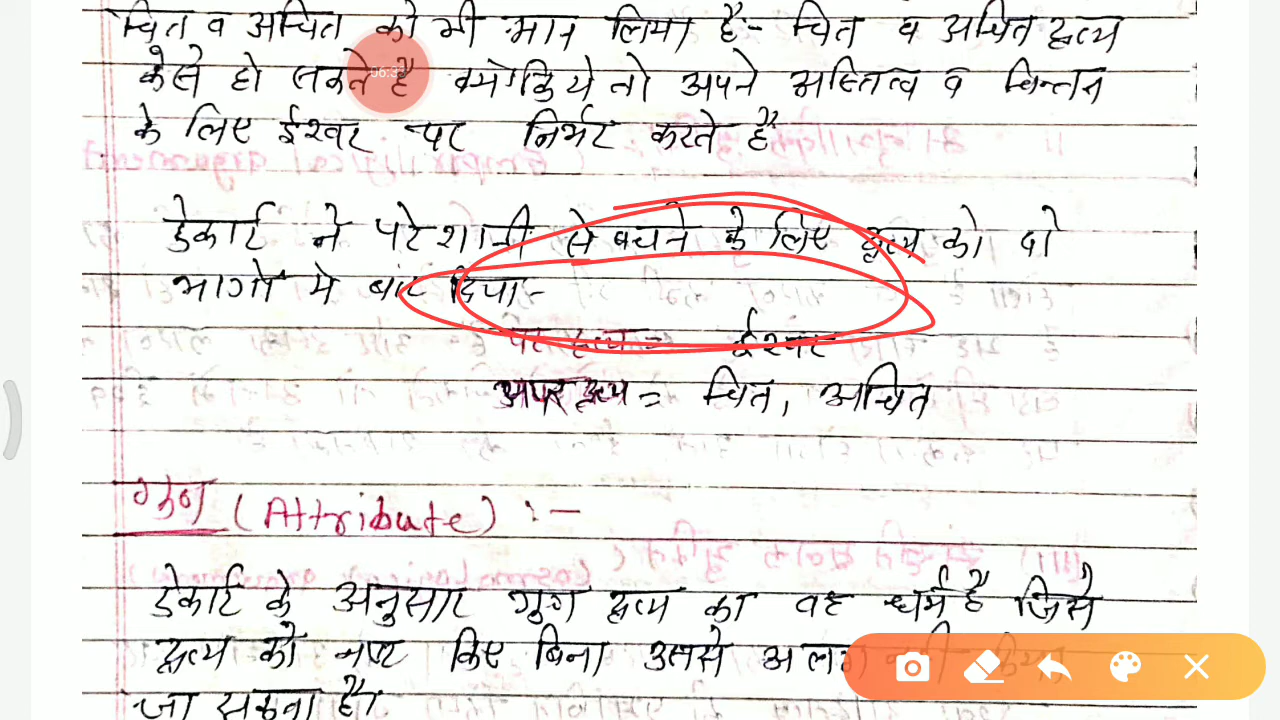 चित व अचित को भी मान लिया है- चित व अचित द्रव्य
कैसे हो सकते है क्योकि ये तो अपने अस्तित्व व चिन्तन
के लिए ईश्वर पर निर्भर करते है
डेकार्ट ने परेशानी से बचने के लिए द्रव्य को दो
भागो मे बांट दिया-
पर द्रव्य = ईश्वर
अपर द्रव्य = चित, अचित
गुण (Attribute) :-
डेकार्ट के अनुसार गुण द्रव्य का वह धर्म है जिसे
द्रव्य को नष्ट किए बिना उससे अलग
जा सकता है।